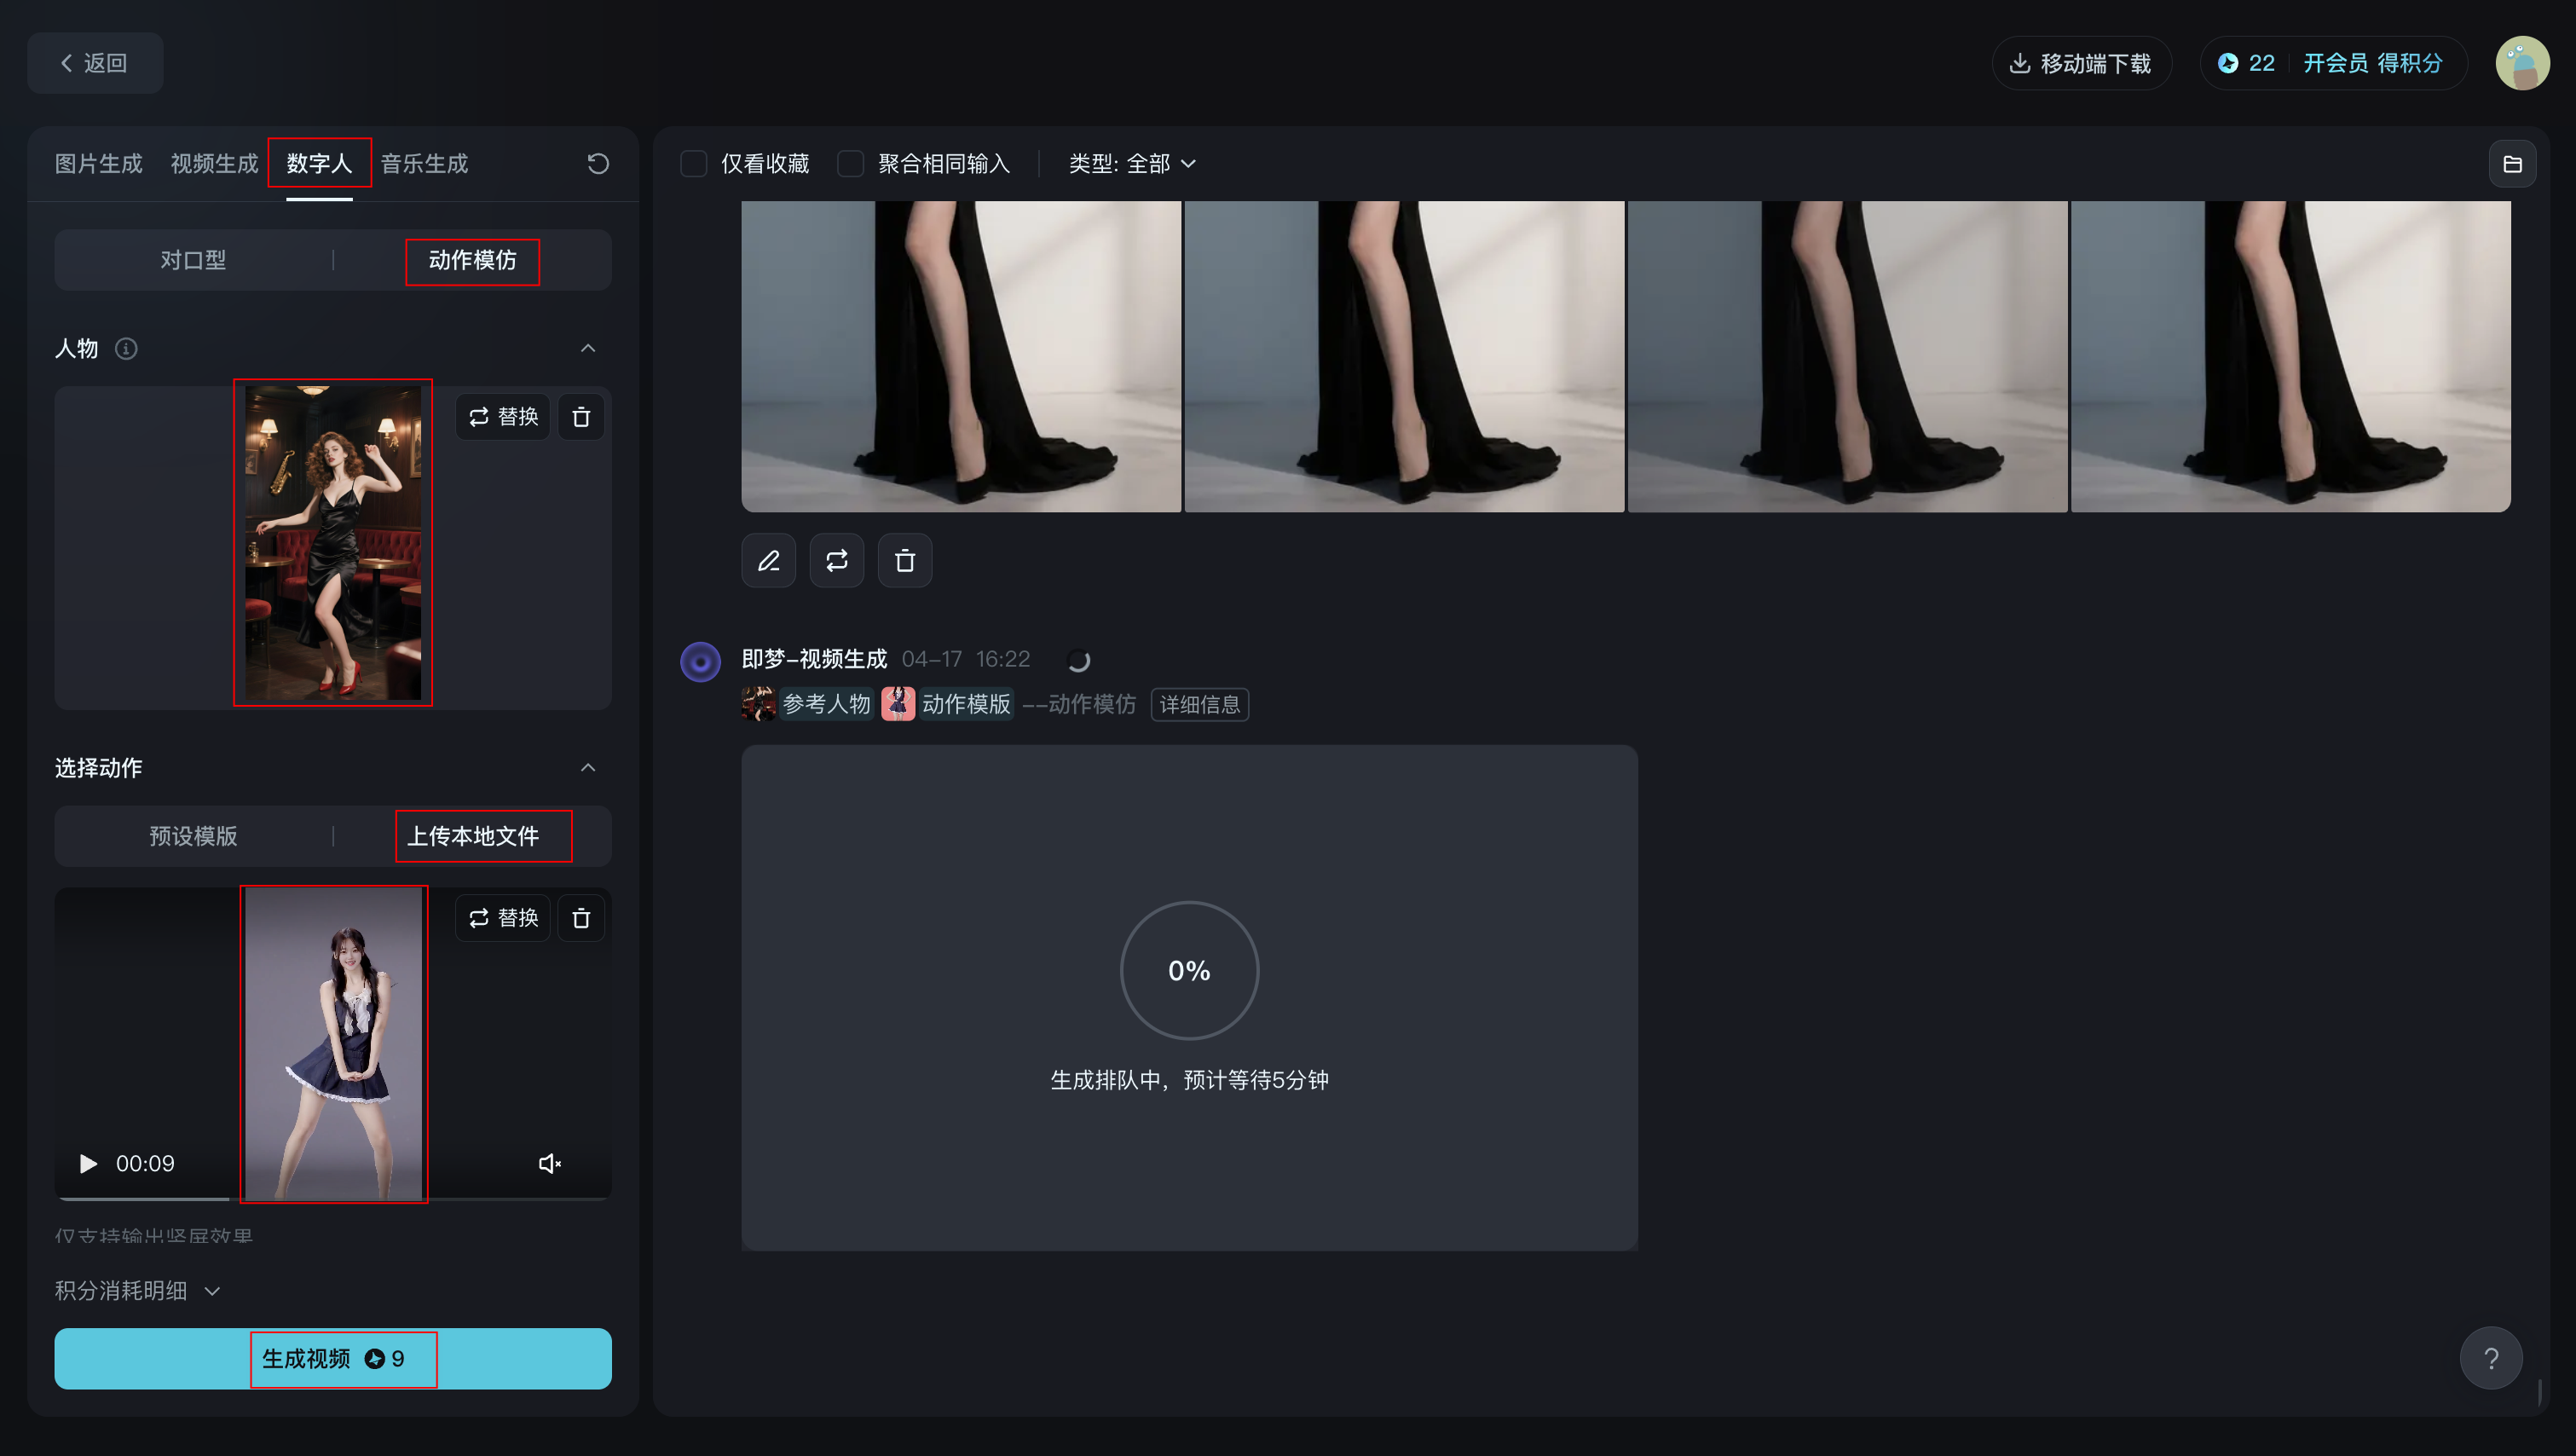 返回
移动端下载
22 开会员 得积分
图片生成 视频生成 数字人 音乐生成
对口型 动作模仿
人物
替换
选择动作
预设模版 上传本地文件
替换
00:09
仅支持输出竖屏效果
积分消耗明细
生成视频 9
仅看收藏 聚合相同输入 类型: 全部
即梦-视频生成 04-17 16:22
参考人物 动作模版 --动作模仿 详细信息
0%
生成排队中，预计等待5分钟
?